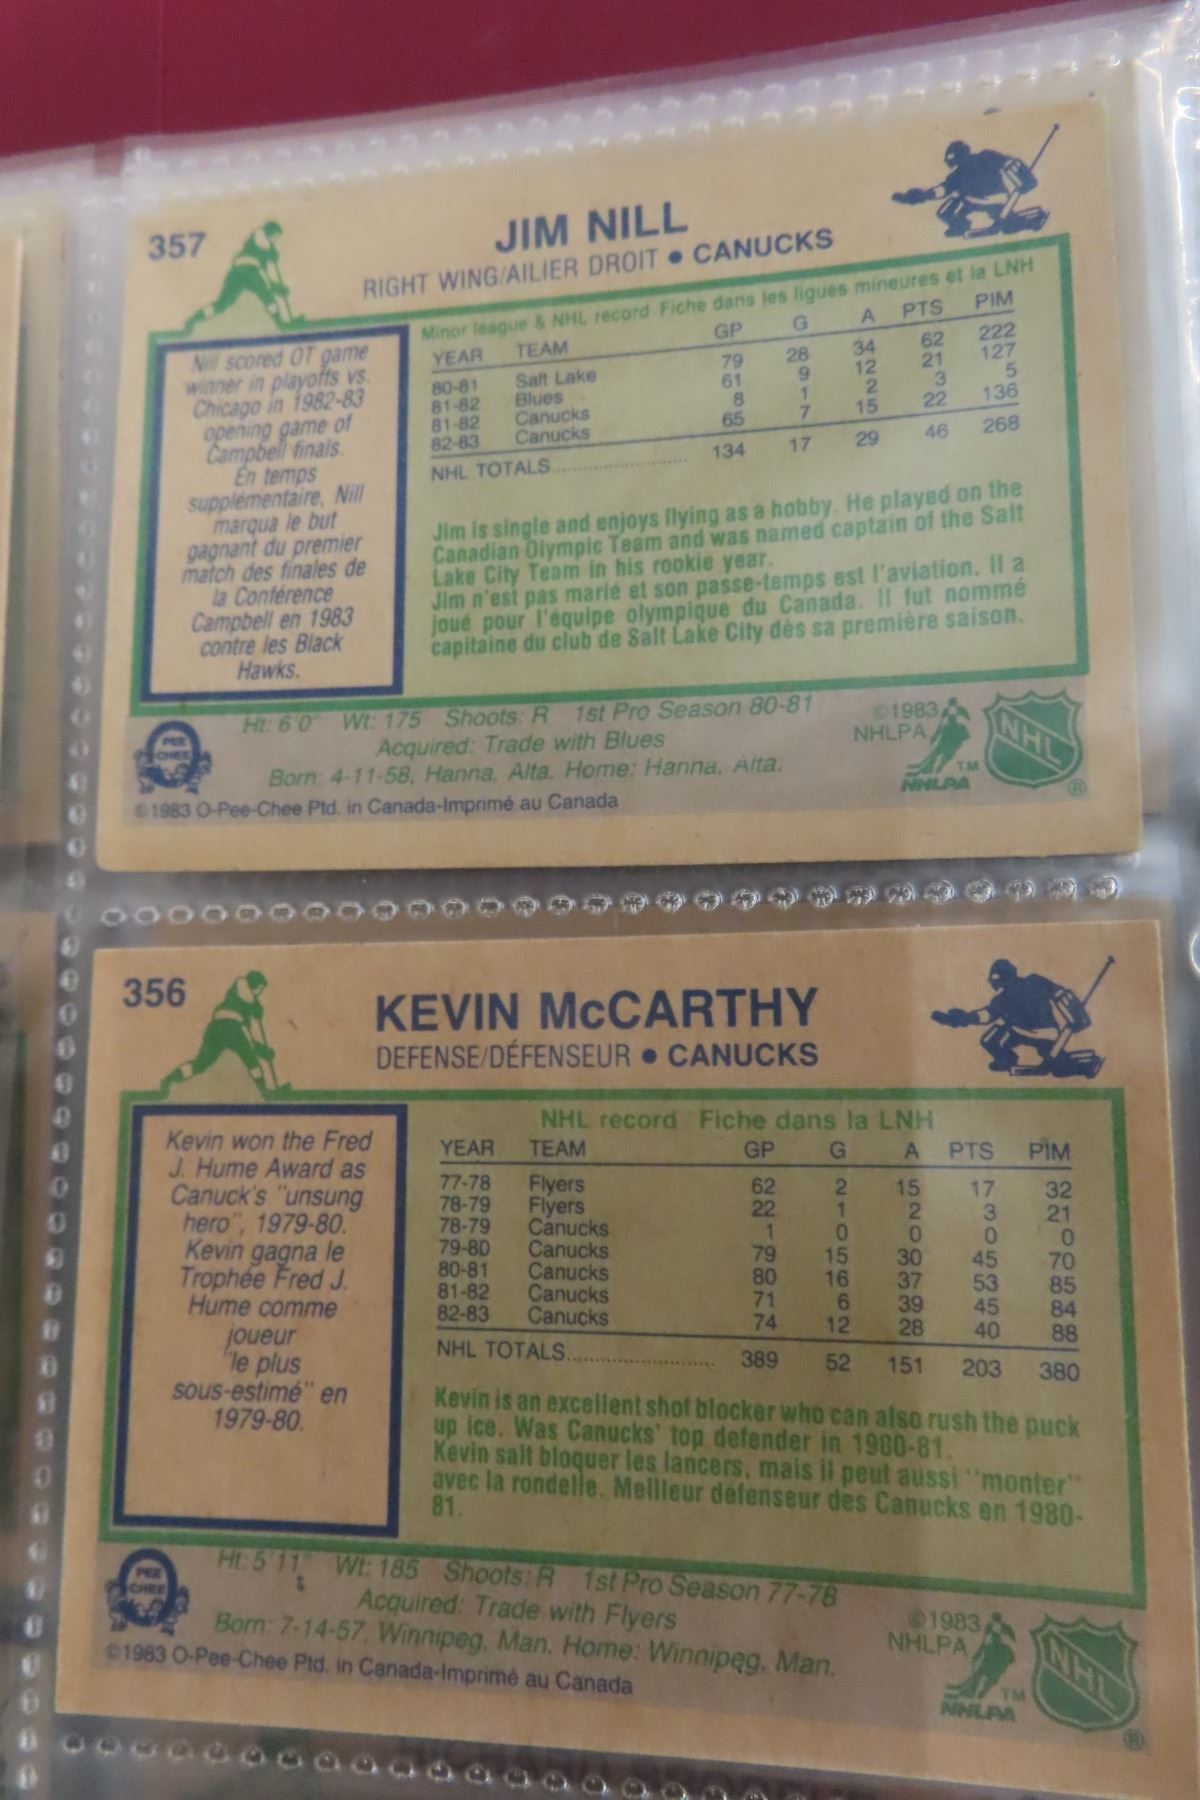 357
JIM NILL
RIGHT WING/AILIER DROIT • CANUCKS
Nill scored OT game
winner in playoffs vs.
Chicago in 1982-83
opening game of
Campbell finals.
En temps
supplémentaire, Nill
marqua le but
gagnant du premier
match des finales de
la Conférence
Campbell en 1983
contre les Black
Hawks.
Minor league & NHL record Fiche dans les ligues mineures et la LNH
YEAR TEAM GP G A PTS PIM
80-81 Salt Lake 79 28 34 62 222
81-82 Blues 61 9 12 21 127
81-82 Canucks 8 1 2 3 5
82-83 Canucks 65 7 15 22 136
NHL TOTALS 134 17 29 46 268
Jim is single and enjoys flying as a hobby. He played on the
Canadian Olympic Team and was named captain of the Salt
Lake City Team in his rookie year.
Jim n'est pas marié et son passe-temps est l'aviation. Il a
joué pour l'équipe olympique du Canada. Il fut nommé
capitaine du club de Salt Lake City dès sa première saison.
Ht: 6'0" Wt: 175 Shoots: R 1st Pro Season 80-81
Acquired: Trade with Blues
Born: 4-11-58, Hanna, Alta. Home: Hanna, Alta.
©1983 O-Pee-Chee Ptd. in Canada-Imprimé au Canada
O
PEE
CHEE
©1983
NHLPA
TM
NHLPA
NHL
®
356
KEVIN McCARTHY
DEFENSE/DÉFENSEUR • CANUCKS
Kevin won the Fred
J. Hume Award as
Canuck's "unsung
hero", 1979-80.
Kevin gagna le
Trophée Fred J.
Hume comme
joueur
"le plus
sous-estimé" en
1979-80.
NHL record Fiche dans la LNH
YEAR TEAM GP G A PTS PIM
77-78 Flyers 62 2 15 17 32
78-79 Flyers 22 1 2 3 21
78-79 Canucks 1 0 0 0 0
79-80 Canucks 79 15 30 45 70
80-81 Canucks 80 16 37 53 85
81-82 Canucks 71 6 39 45 84
82-83 Canucks 74 12 28 40 88
NHL TOTALS 389 52 151 203 380
Kevin is an excellent shot blocker who can also rush the puck
up ice. Was Canucks' top defender in 1980-81.
Kevin sait bloquer les lancers, mais il peut aussi "monter"
avec la rondelle. Meilleur défenseur des Canucks en 1980-
81.
Ht: 5'11" Wt: 185 Shoots: R 1st Pro Season 77-78
Acquired: Trade with Flyers
Born: 7-14-57, Winnipeg, Man. Home: Winnipeg, Man.
©1983 O-Pee-Chee Ptd. in Canada-Imprimé au Canada
O
PEE
CHEE
©1983
NHLPA
TM
NHLPA
NHL
®